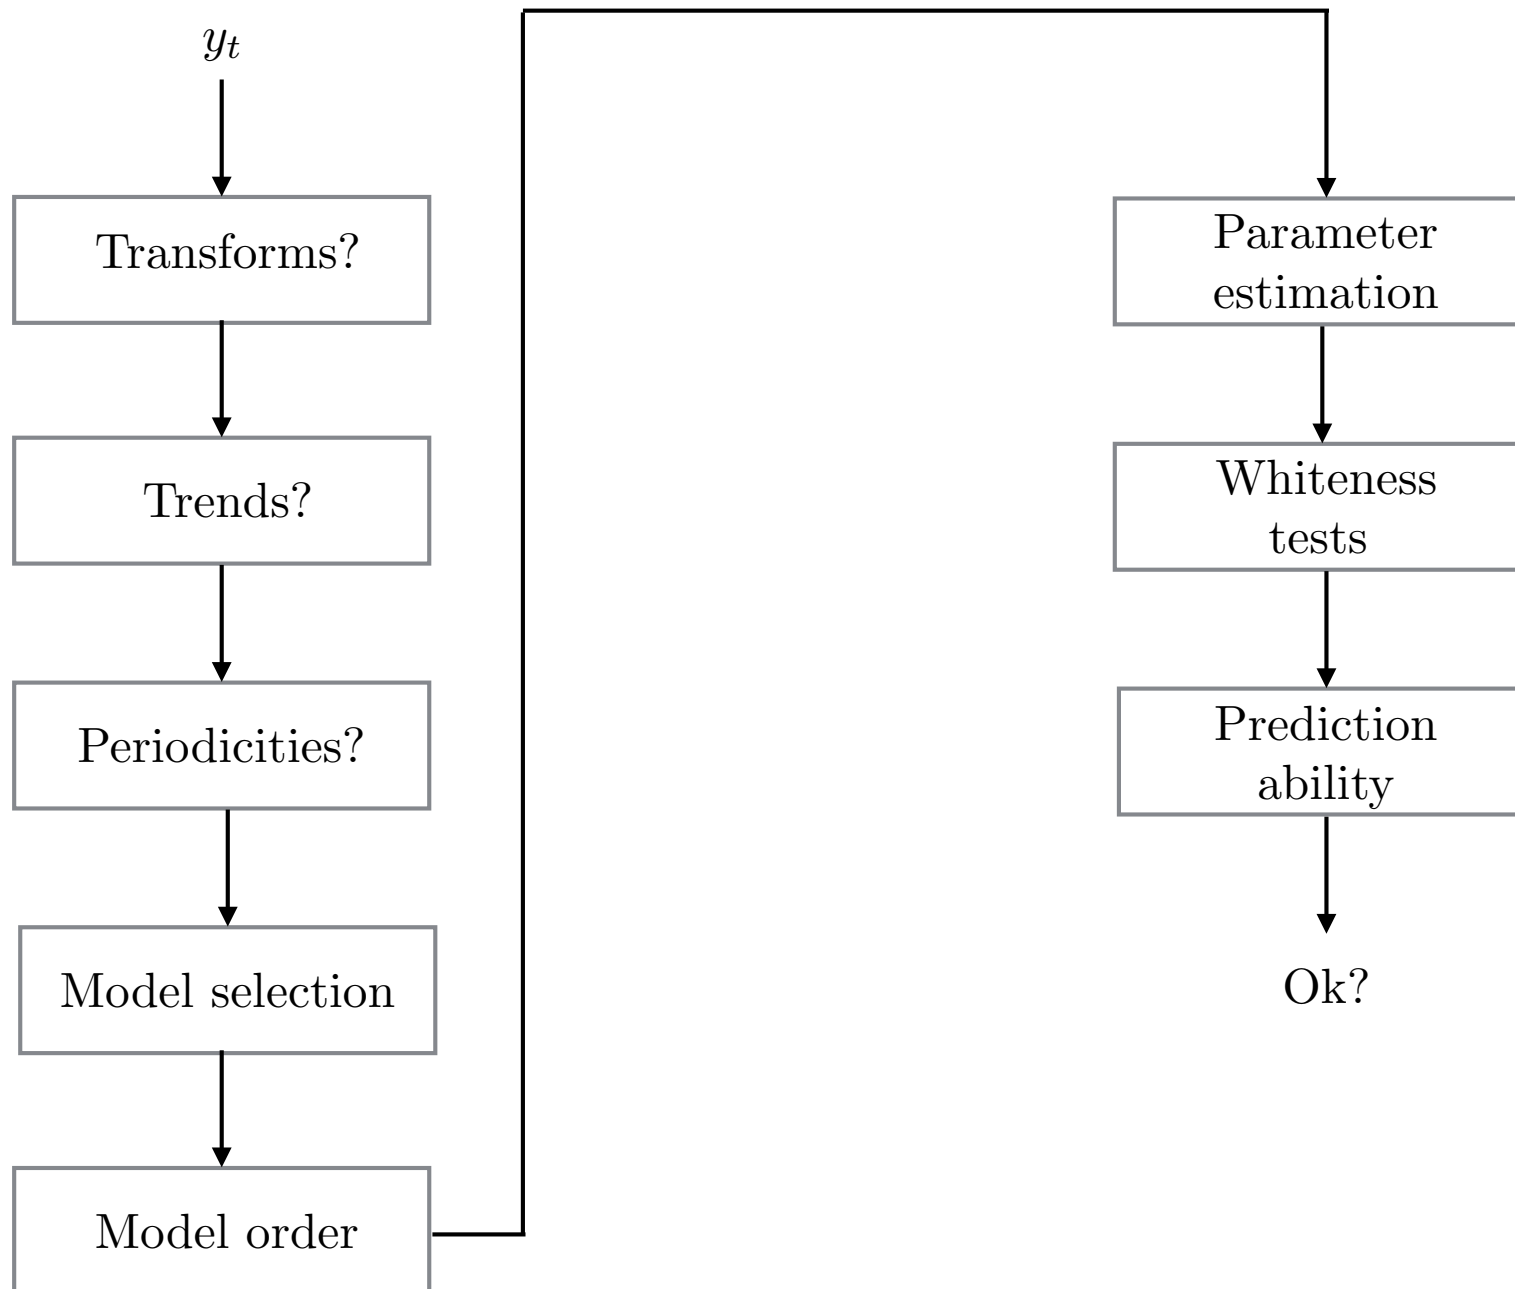 y_t
Transforms?
Trends?
Periodicities?
Model selection
Model order
Parameter
estimation
Whiteness
tests
Prediction
ability
Ok?